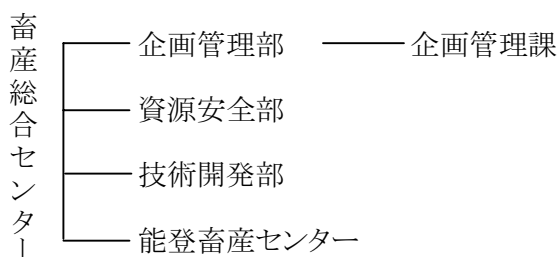 畜産総合センター
企画管理部
企画管理課
資源安全部
技術開発部
能登畜産センター